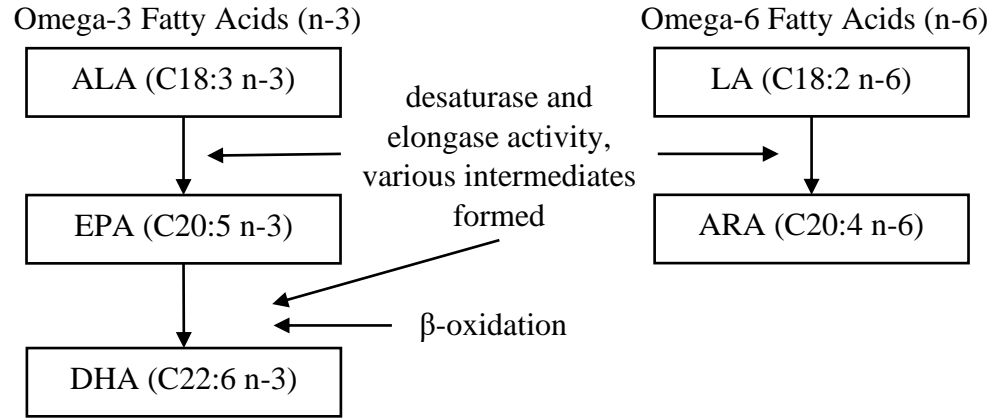 Omega-3 Fatty Acids (n-3)
Omega-6 Fatty Acids (n-6)
ALA (C18:3 n-3)
LA (C18:2 n-6)
desaturase and
elongase activity,
various intermediates
formed
EPA (C20:5 n-3)
ARA (C20:4 n-6)
β-oxidation
DHA (C22:6 n-3)